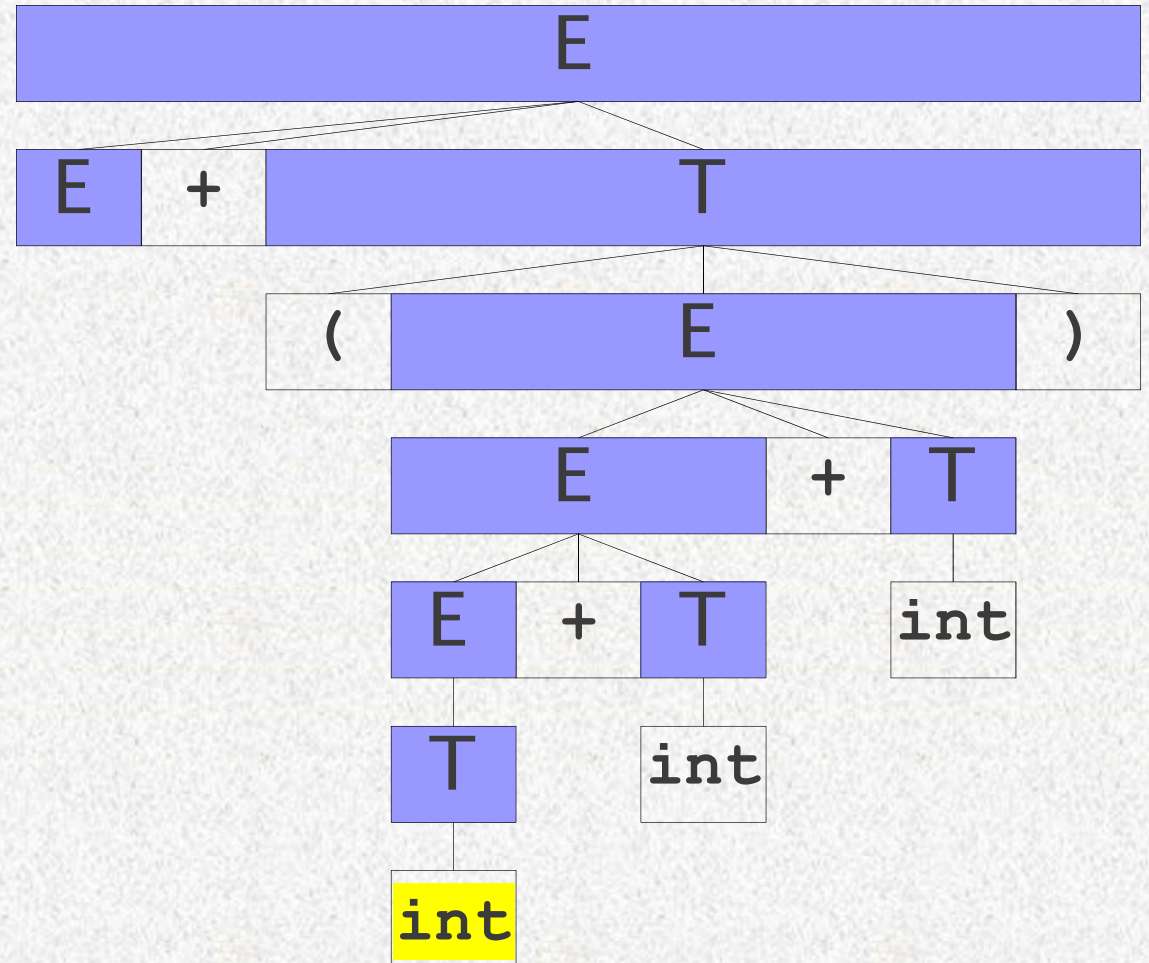 E
E + T
( E )
E + T
E + T int
T int
int